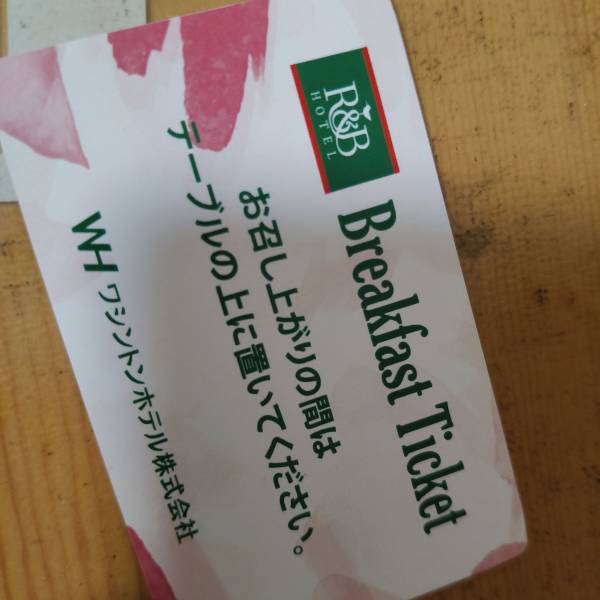 R&B
HOTEL
Breakfast Ticket
お召し上がりの間は
テーブルの上に置いてください。
WH ワシントンホテル株式会社